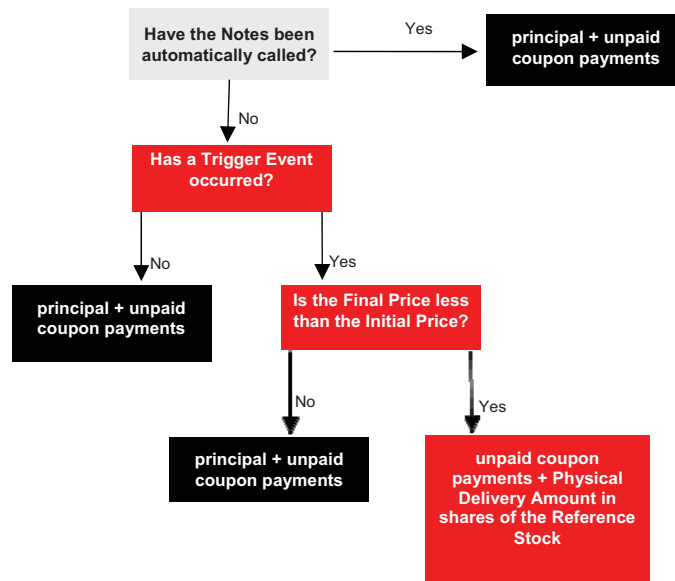 Have the Notes been
automatically called?
Yes
principal + unpaid
coupon payments
No
Has a Trigger Event
occurred?
No
Yes
principal + unpaid
coupon payments
Is the Final Price less
than the Initial Price?
No
Yes
principal + unpaid
coupon payments
unpaid coupon
payments + Physical
Delivery Amount in
shares of the Reference
Stock